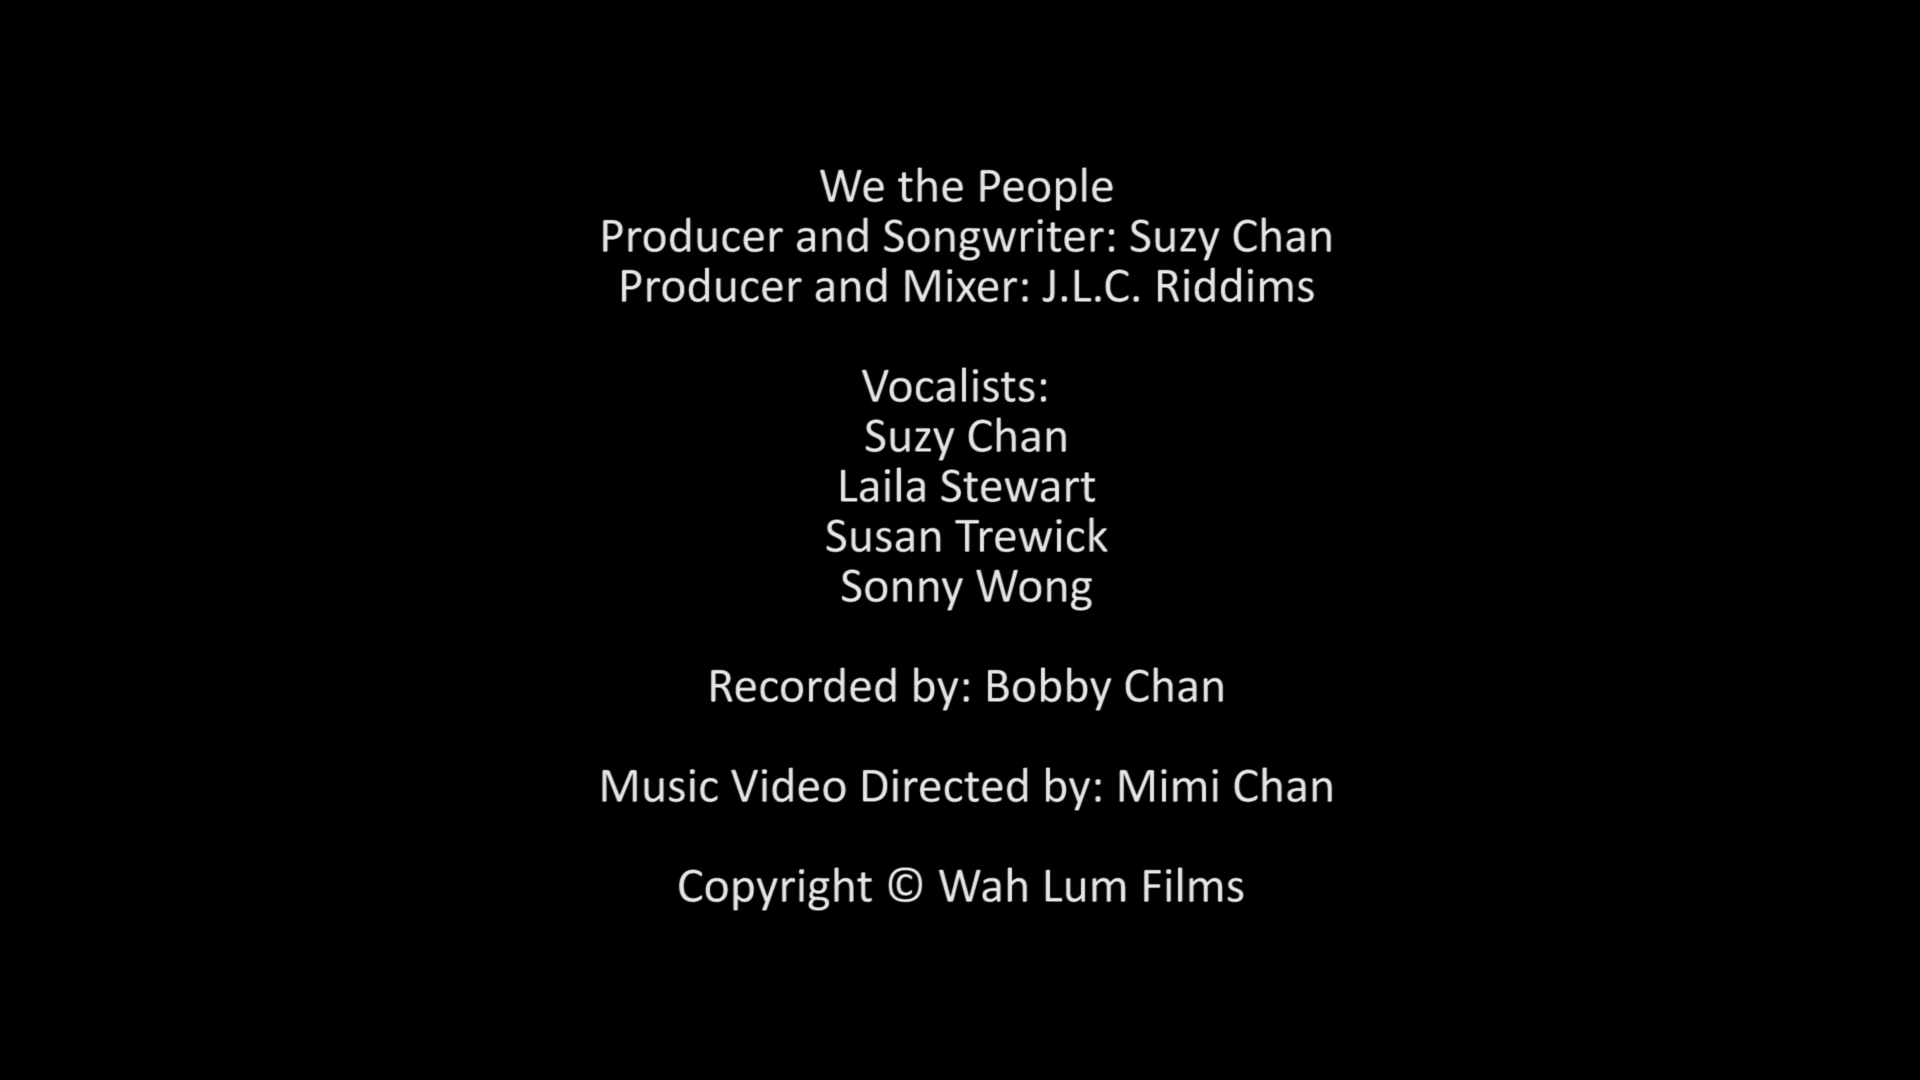 We the People
Producer and Songwriter: Suzy Chan
Producer and Mixer: J.L.C. Riddims
Vocalists:
Suzy Chan
Laila Stewart
Susan Trewick
Sonny Wong
Recorded by: Bobby Chan
Music Video Directed by: Mimi Chan
Copyright © Wah Lum Films